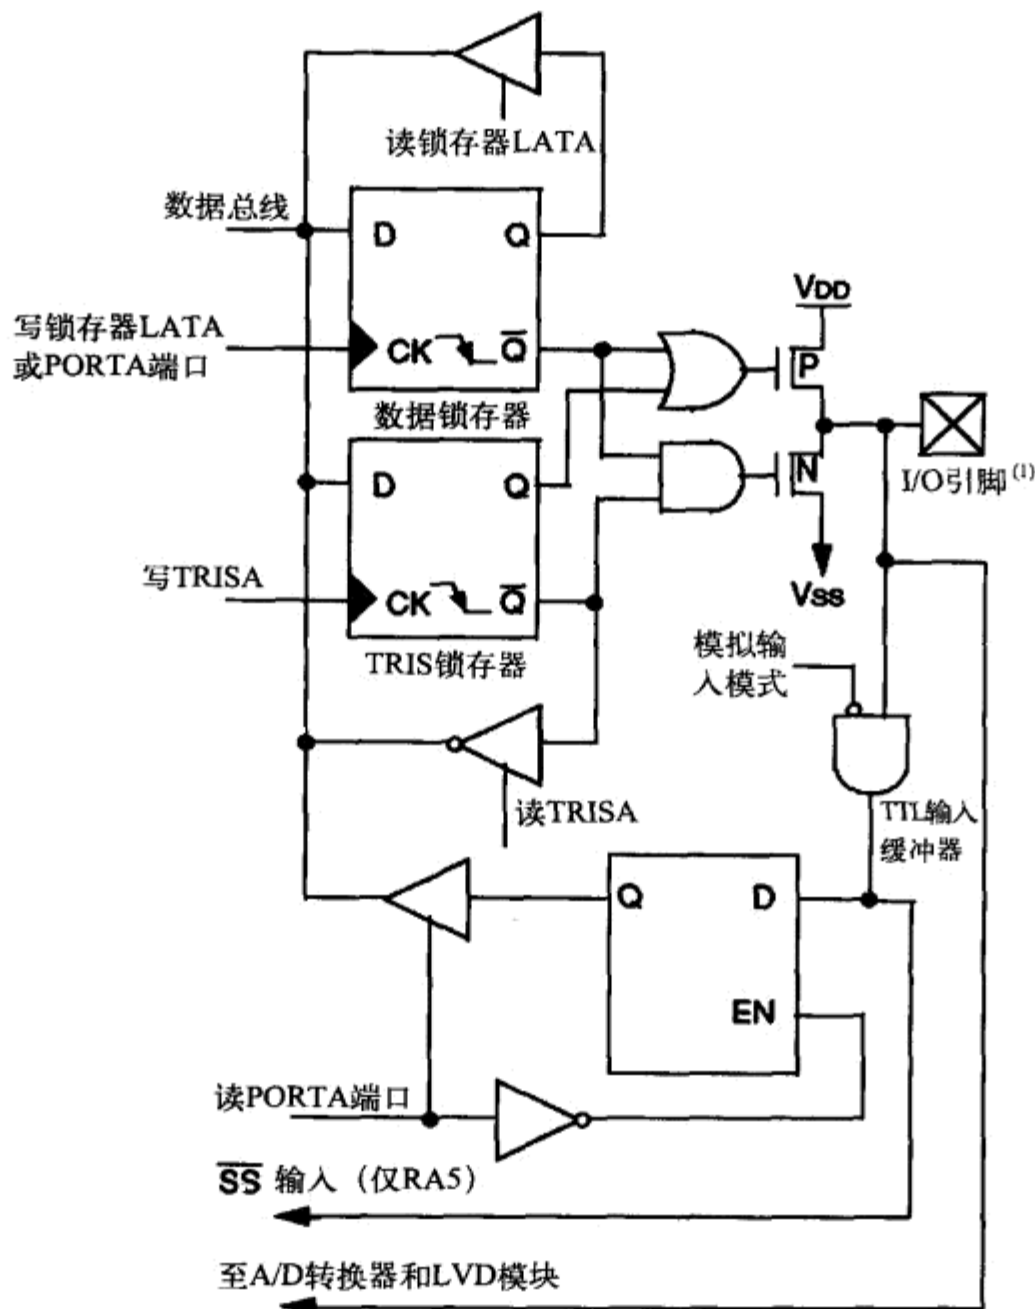 读锁存器LATA
数据总线
D
Q
写锁存器LATA
或PORTA端口
CK
Q̅
VDD
P
数据锁存器
D
Q
N
I/O引脚(1)
写TRISA
CK
Q̅
VSS
TRIS锁存器
模拟输
入模式
读TRISA
TTL输入
缓冲器
Q
D
EN
读PORTA端口
S̅S̅ 输入（仅RA5）
至A/D转换器和LVD模块